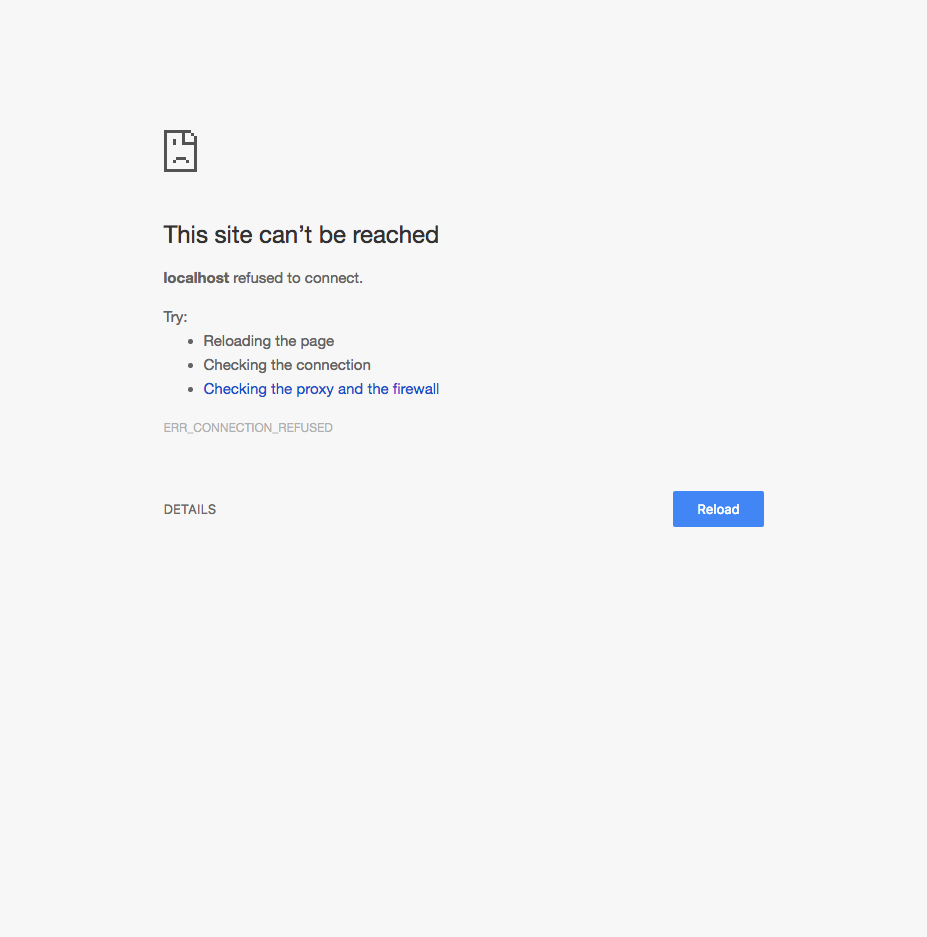 This site can’t be reached
localhost refused to connect.
Try:
Reloading the page
Checking the connection
Checking the proxy and the firewall
ERR_CONNECTION_REFUSED
DETAILS
Reload